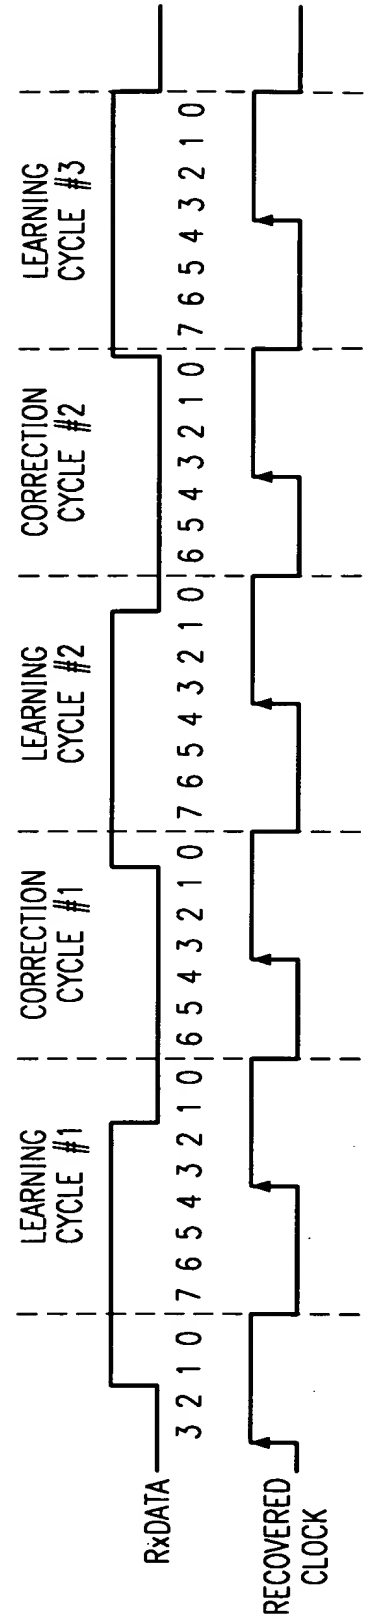 LEARNING
CYCLE #1
CORRECTION
CYCLE #1
LEARNING
CYCLE #2
CORRECTION
CYCLE #2
LEARNING
CYCLE #3
RxDATA
3 2 1 0 7 6 5 4 3 2 1 0 6 5 4 3 2 1 0 7 6 5 4 3 2 1 0 6 5 4 3 2 1 0 7 6 5 4 3 2 1 0
RECOVERED
CLOCK